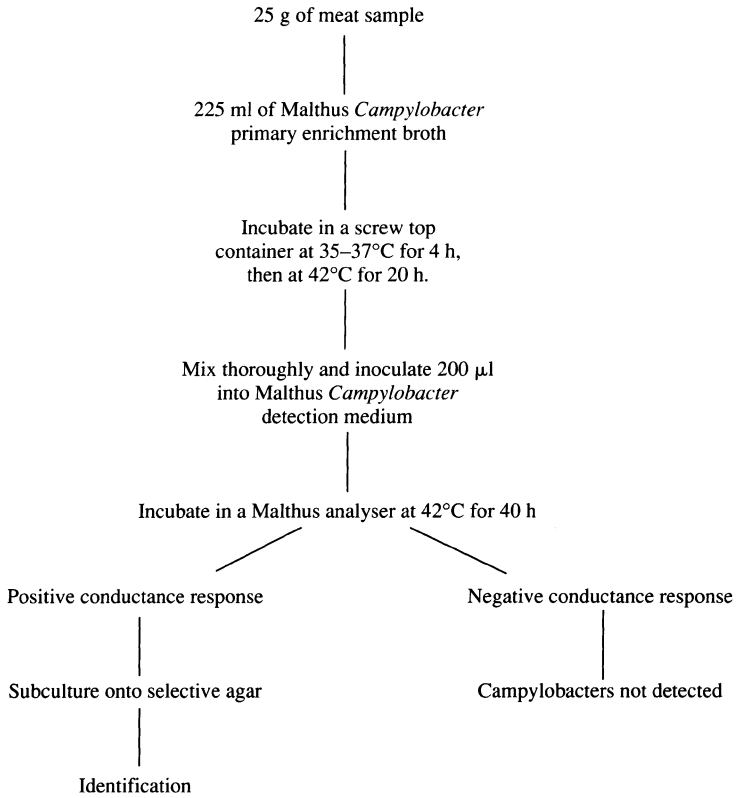 25 g of meat sample
225 ml of Malthus Campylobacter
primary enrichment broth
Incubate in a screw top
container at 35–37°C for 4 h,
then at 42°C for 20 h.
Mix thoroughly and inoculate 200 μl
into Malthus Campylobacter
detection medium
Incubate in a Malthus analyser at 42°C for 40 h
Positive conductance response
Negative conductance response
Subculture onto selective agar
Campylobacters not detected
Identification